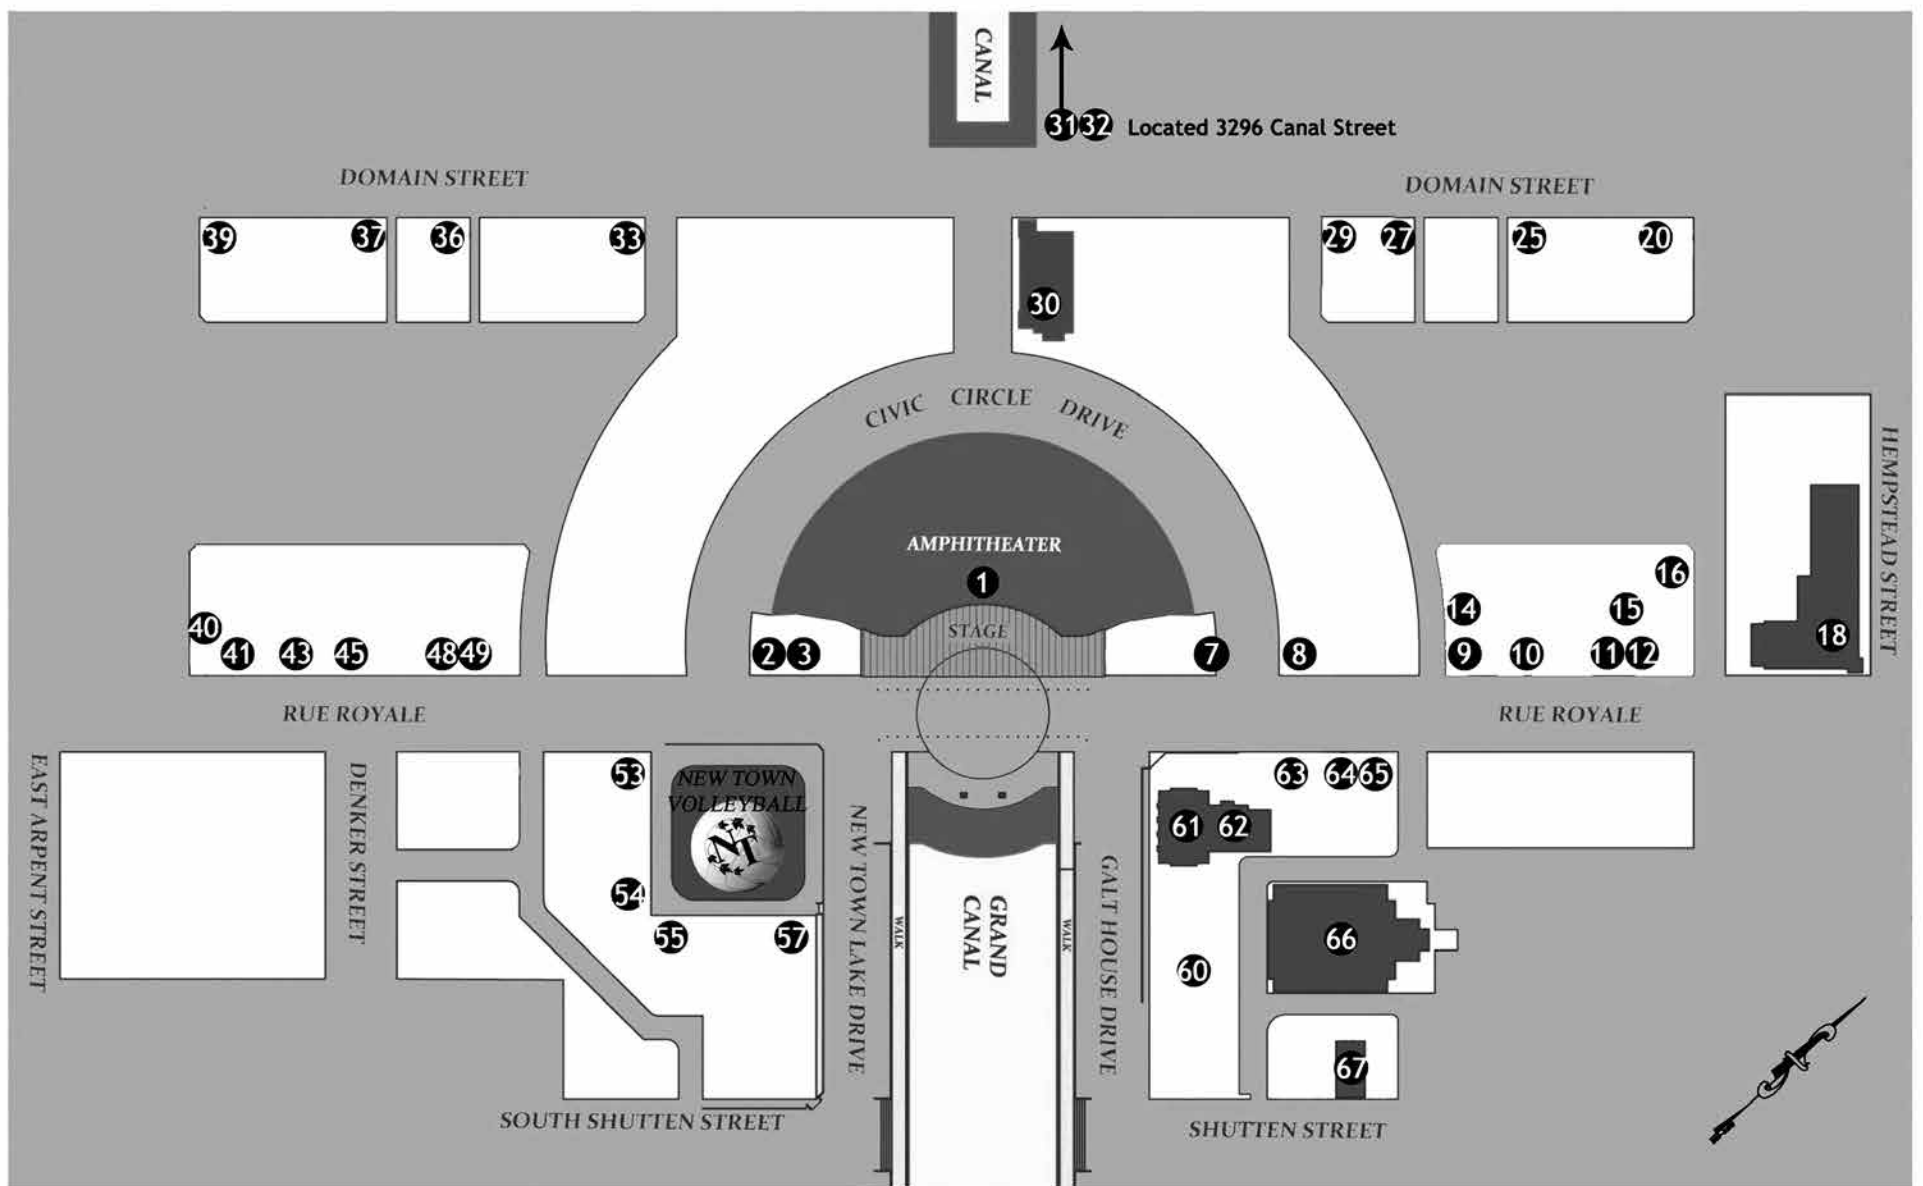 CANAL
31 32 Located 3296 Canal Street
DOMAIN STREET
DOMAIN STREET
39 37 36 33
29 27 25 20
30
CIVIC CIRCLE DRIVE
AMPHITHEATER
1
STAGE
2 3
7
8
40
41 43 45 48 49
14 15 16
9 10 11 12
18
HEMPSTEAD STREET
RUE ROYALE
RUE ROYALE
EAST ARPENT STREET
DENKER STREET
53
54
55 57
NEW TOWN
VOLLEYBALL
NT
NEW TOWN LAKE DRIVE
WALK
GRAND
CANAL
WALK
GALT HOUSE DRIVE
63 64 65
61 62
60
66
67
SOUTH SHUTTEN STREET
SHUTTEN STREET